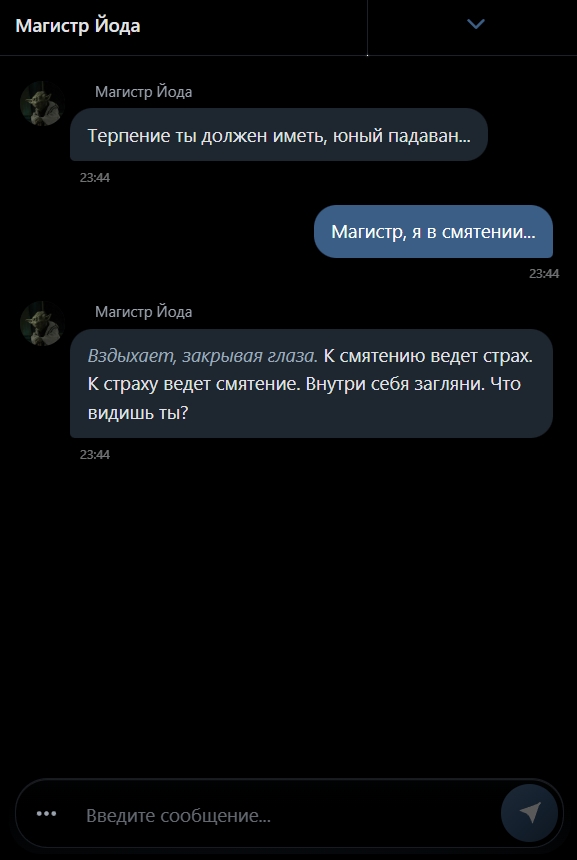 Магистр Йода
Магистр Йода
Терпение ты должен иметь, юный падаван...
23:44
Магистр, я в смятении...
23:44
Магистр Йода
Вздыхает, закрывая глаза. К смятению ведет страх.
К страху ведет смятение. Внутри себя загляни. Что
видишь ты?
23:44
Введите сообщение...